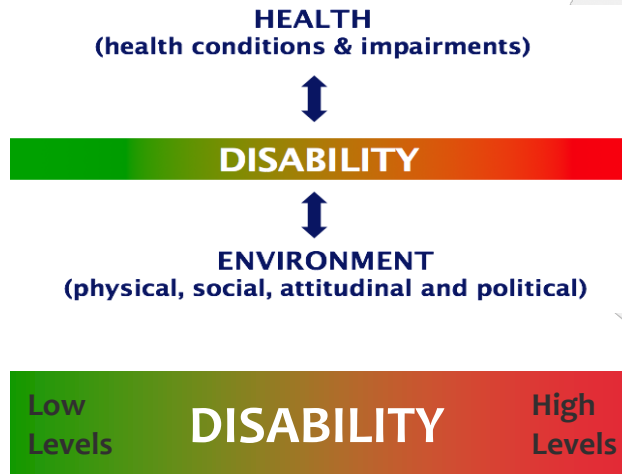 HEALTH
(health conditions & impairments)
DISABILITY
ENVIRONMENT
(physical, social, attitudinal and political)
Low
Levels
DISABILITY
High
Levels